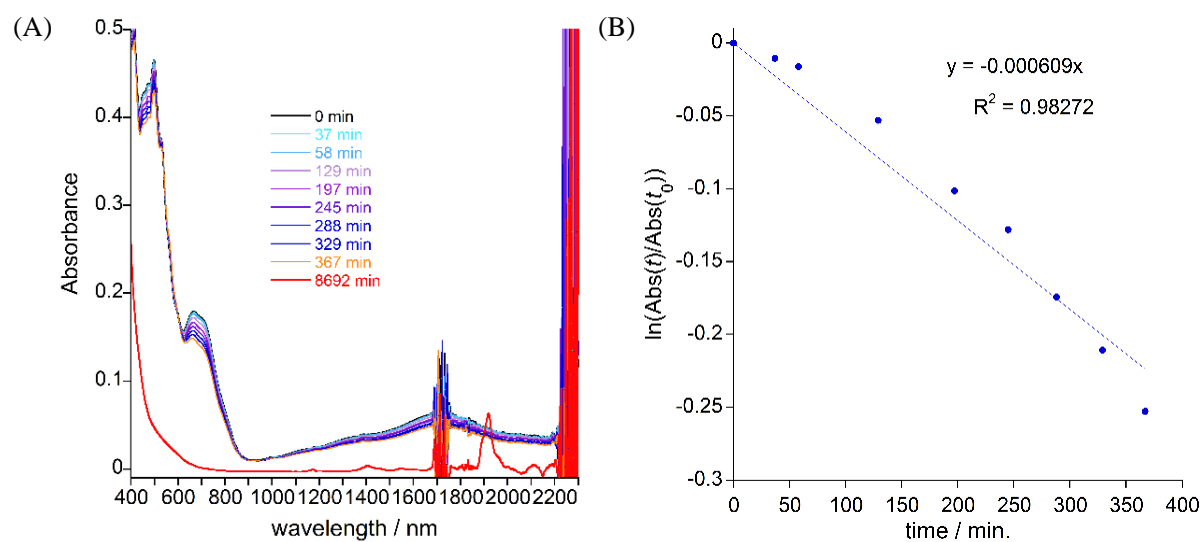 (A)
0.5
0.4
0.3
0.2
0.1
0
Absorbance
0 min
37 min
58 min
129 min
197 min
245 min
288 min
329 min
367 min
8692 min
400 600 800 1000 1200 1400 1600 1800 2000 2200
wavelength / nm
(B)
0
-0.05
-0.1
-0.15
-0.2
-0.25
-0.3
ln(Abs(t)/Abs(t₀))
y = -0.000609x
R² = 0.98272
0 50 100 150 200 250 300 350 400
time / min.